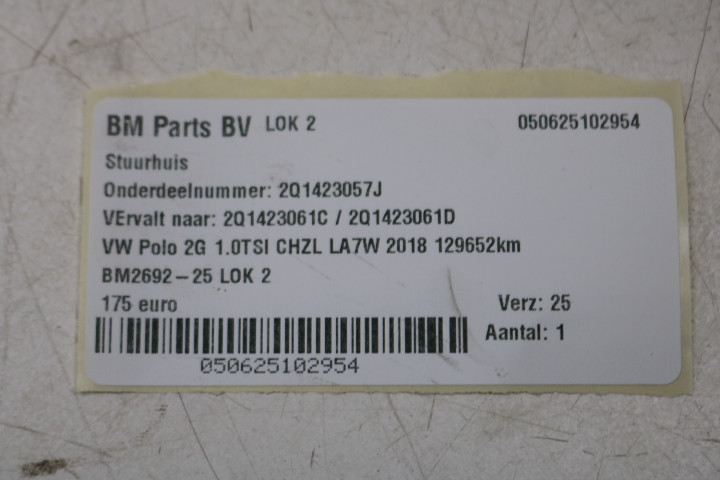 BM Parts BV LOK 2 050625102954
Stuurhuis
Onderdeelnummer: 2Q1423057J
VErvalt naar: 2Q1423061C / 2Q1423061D
VW Polo 2G 1.0TSI CHZL LA7W 2018 129652km
BM2692-25 LOK 2
175 euro Verz: 25
Aantal: 1
050625102954